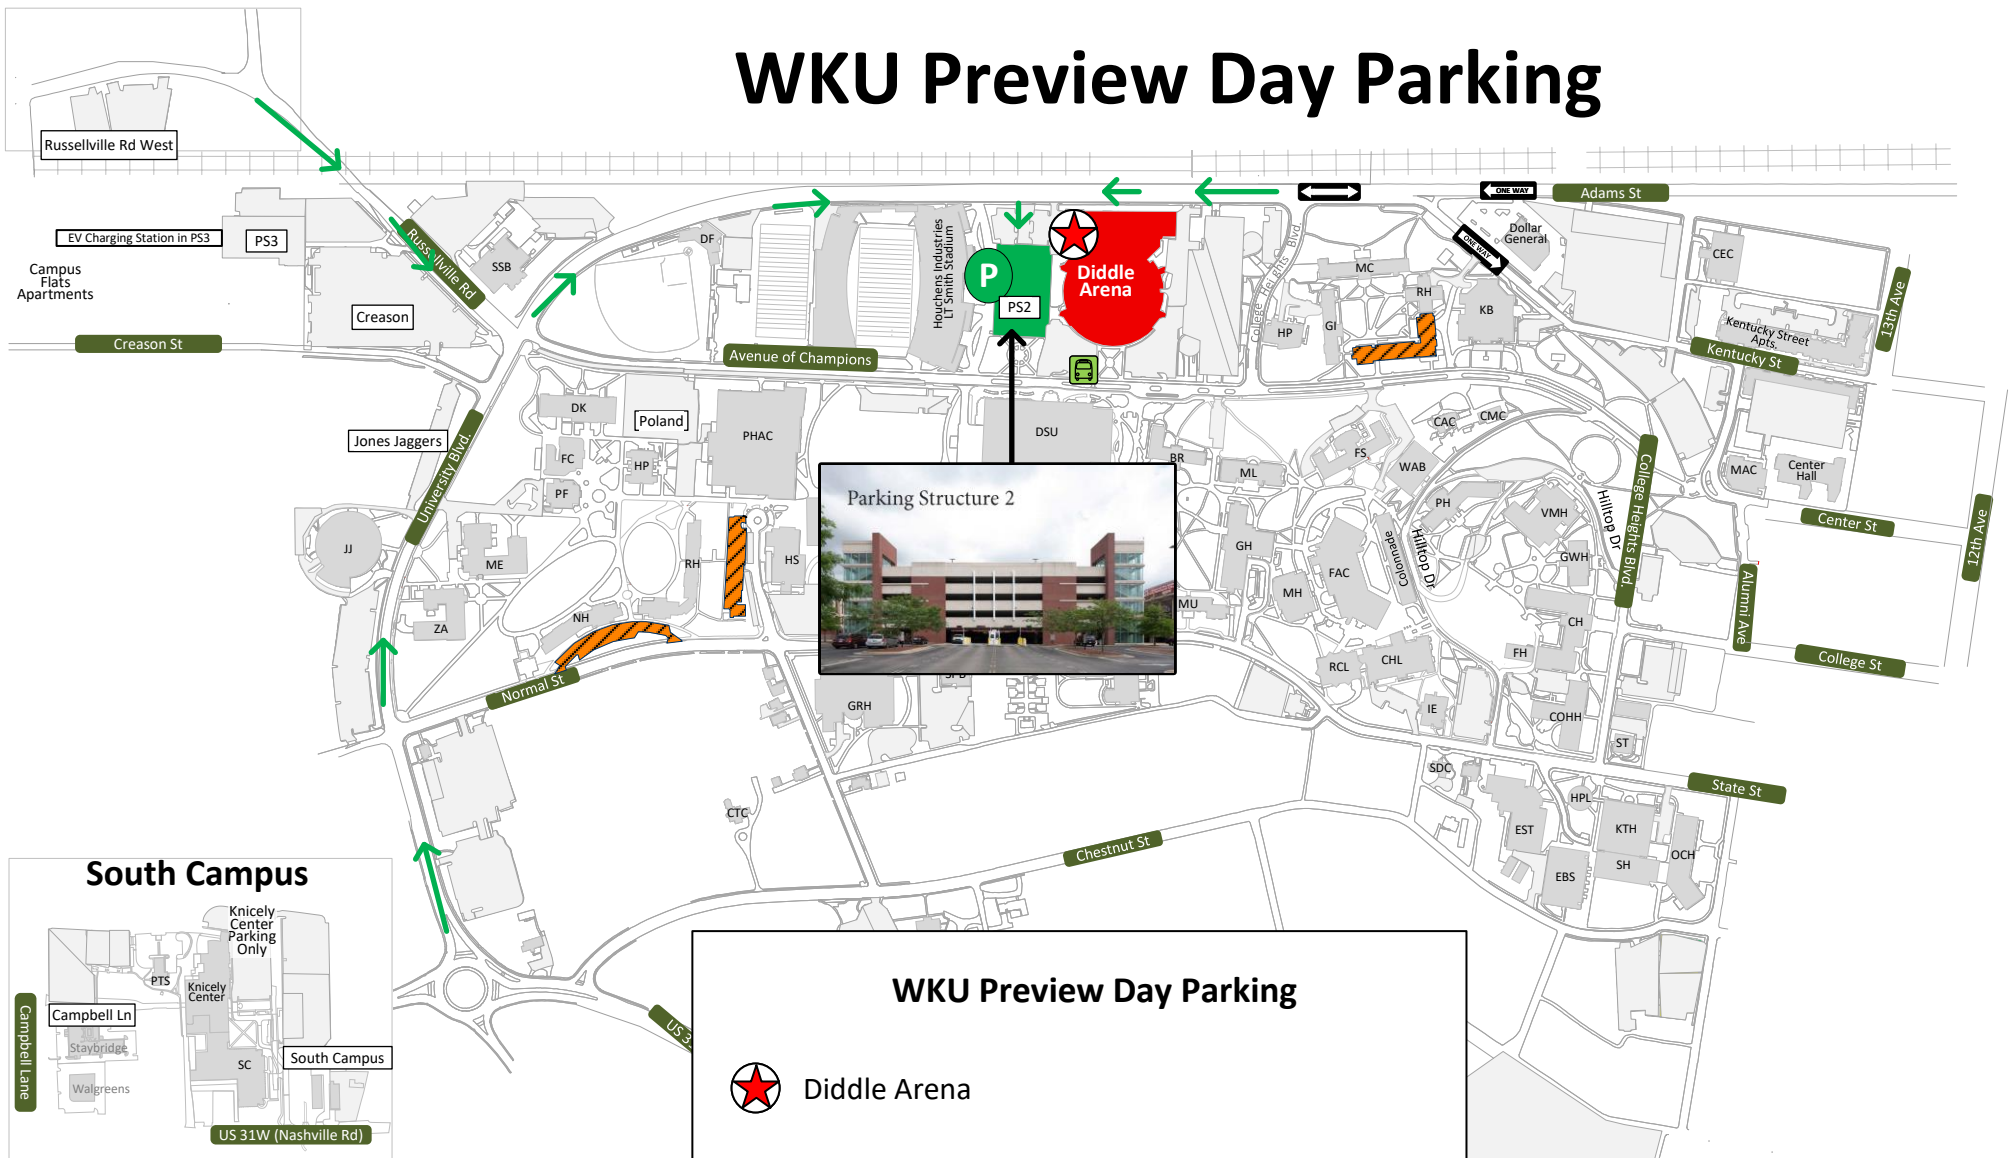 WKU Preview Day Parking
Russellville Rd West
ONE WAY
Adams St
EV Charging Station in PS3
PS3
Campus
Flats
Apartments
Russellville Rd
SSB
DF
Houchens Industries
LT Smith Stadium
P
PS2
Diddle
Arena
College Heights Blvd.
MC
RH
GI
HP
KB
ONE WAY
Dollar
General
CEC
13th Ave
Kentucky Street
Apts.
Kentucky St
Creason
Creason St
Avenue of Champions
DK
Poland
PHAC
DSU
Jones Jaggers
University Blvd.
FC
HP
PF
BR
ML
FS
CAC
CMC
WAB
PH
VMH
Hilltop Dr
College Heights Blvd.
MAC
Center
Hall
Center St
12th Ave
JJ
ME
RH
HS
Parking Structure 2
GH
MH
MU
FAC
Colonnade
Hilltop Dr
GWH
CH
FH
Alumni Ave
College St
ZA
NH
Normal St
GRH
RCL
CHL
IE
COHH
ST
State St
SDC
HPL
EST
KTH
SH
OCH
EBS
CTC
Chestnut St
South Campus
Knicely
Center
Parking
Only
PTS
Knicely
Center
Campbell Ln
Campbell Lane
Staybridge
Walgreens
SC
South Campus
US 31W (Nashville Rd)
US 3
WKU Preview Day Parking
Diddle Arena